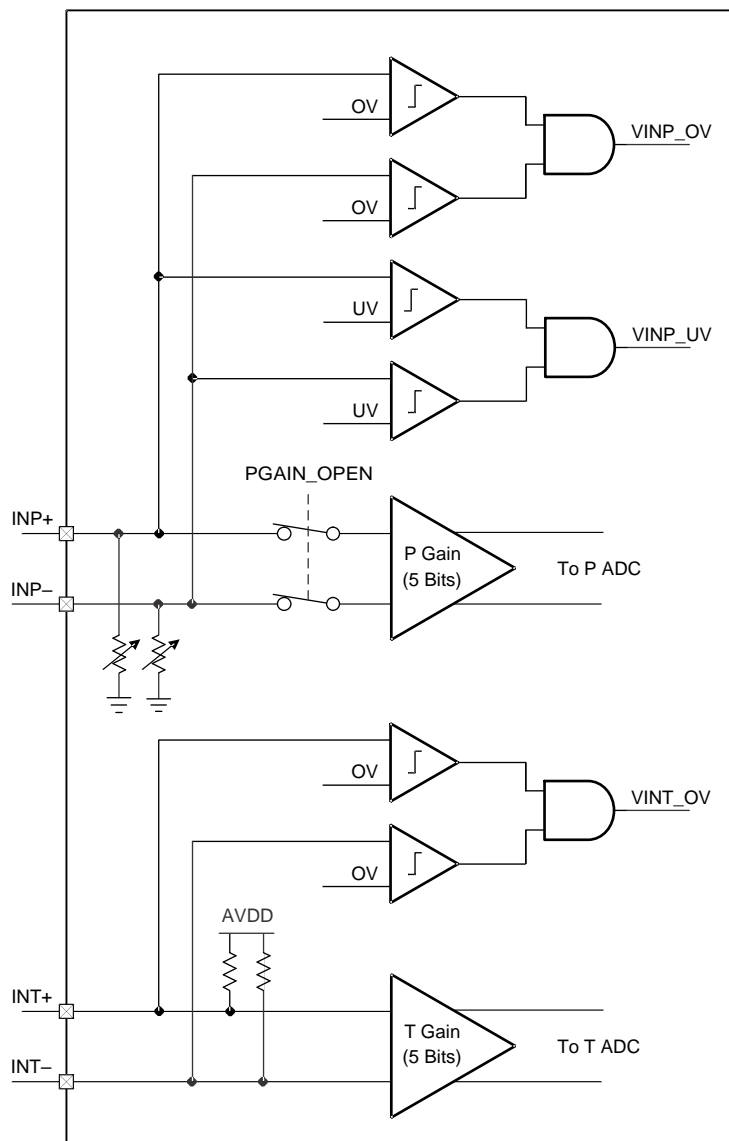 OV
VINP_OV
OV
UV
VINP_UV
UV
PGAIN_OPEN
INP+
P Gain
(5 Bits)
To P ADC
INP–
OV
VINT_OV
OV
AVDD
INT+
T Gain
(5 Bits)
To T ADC
INT–